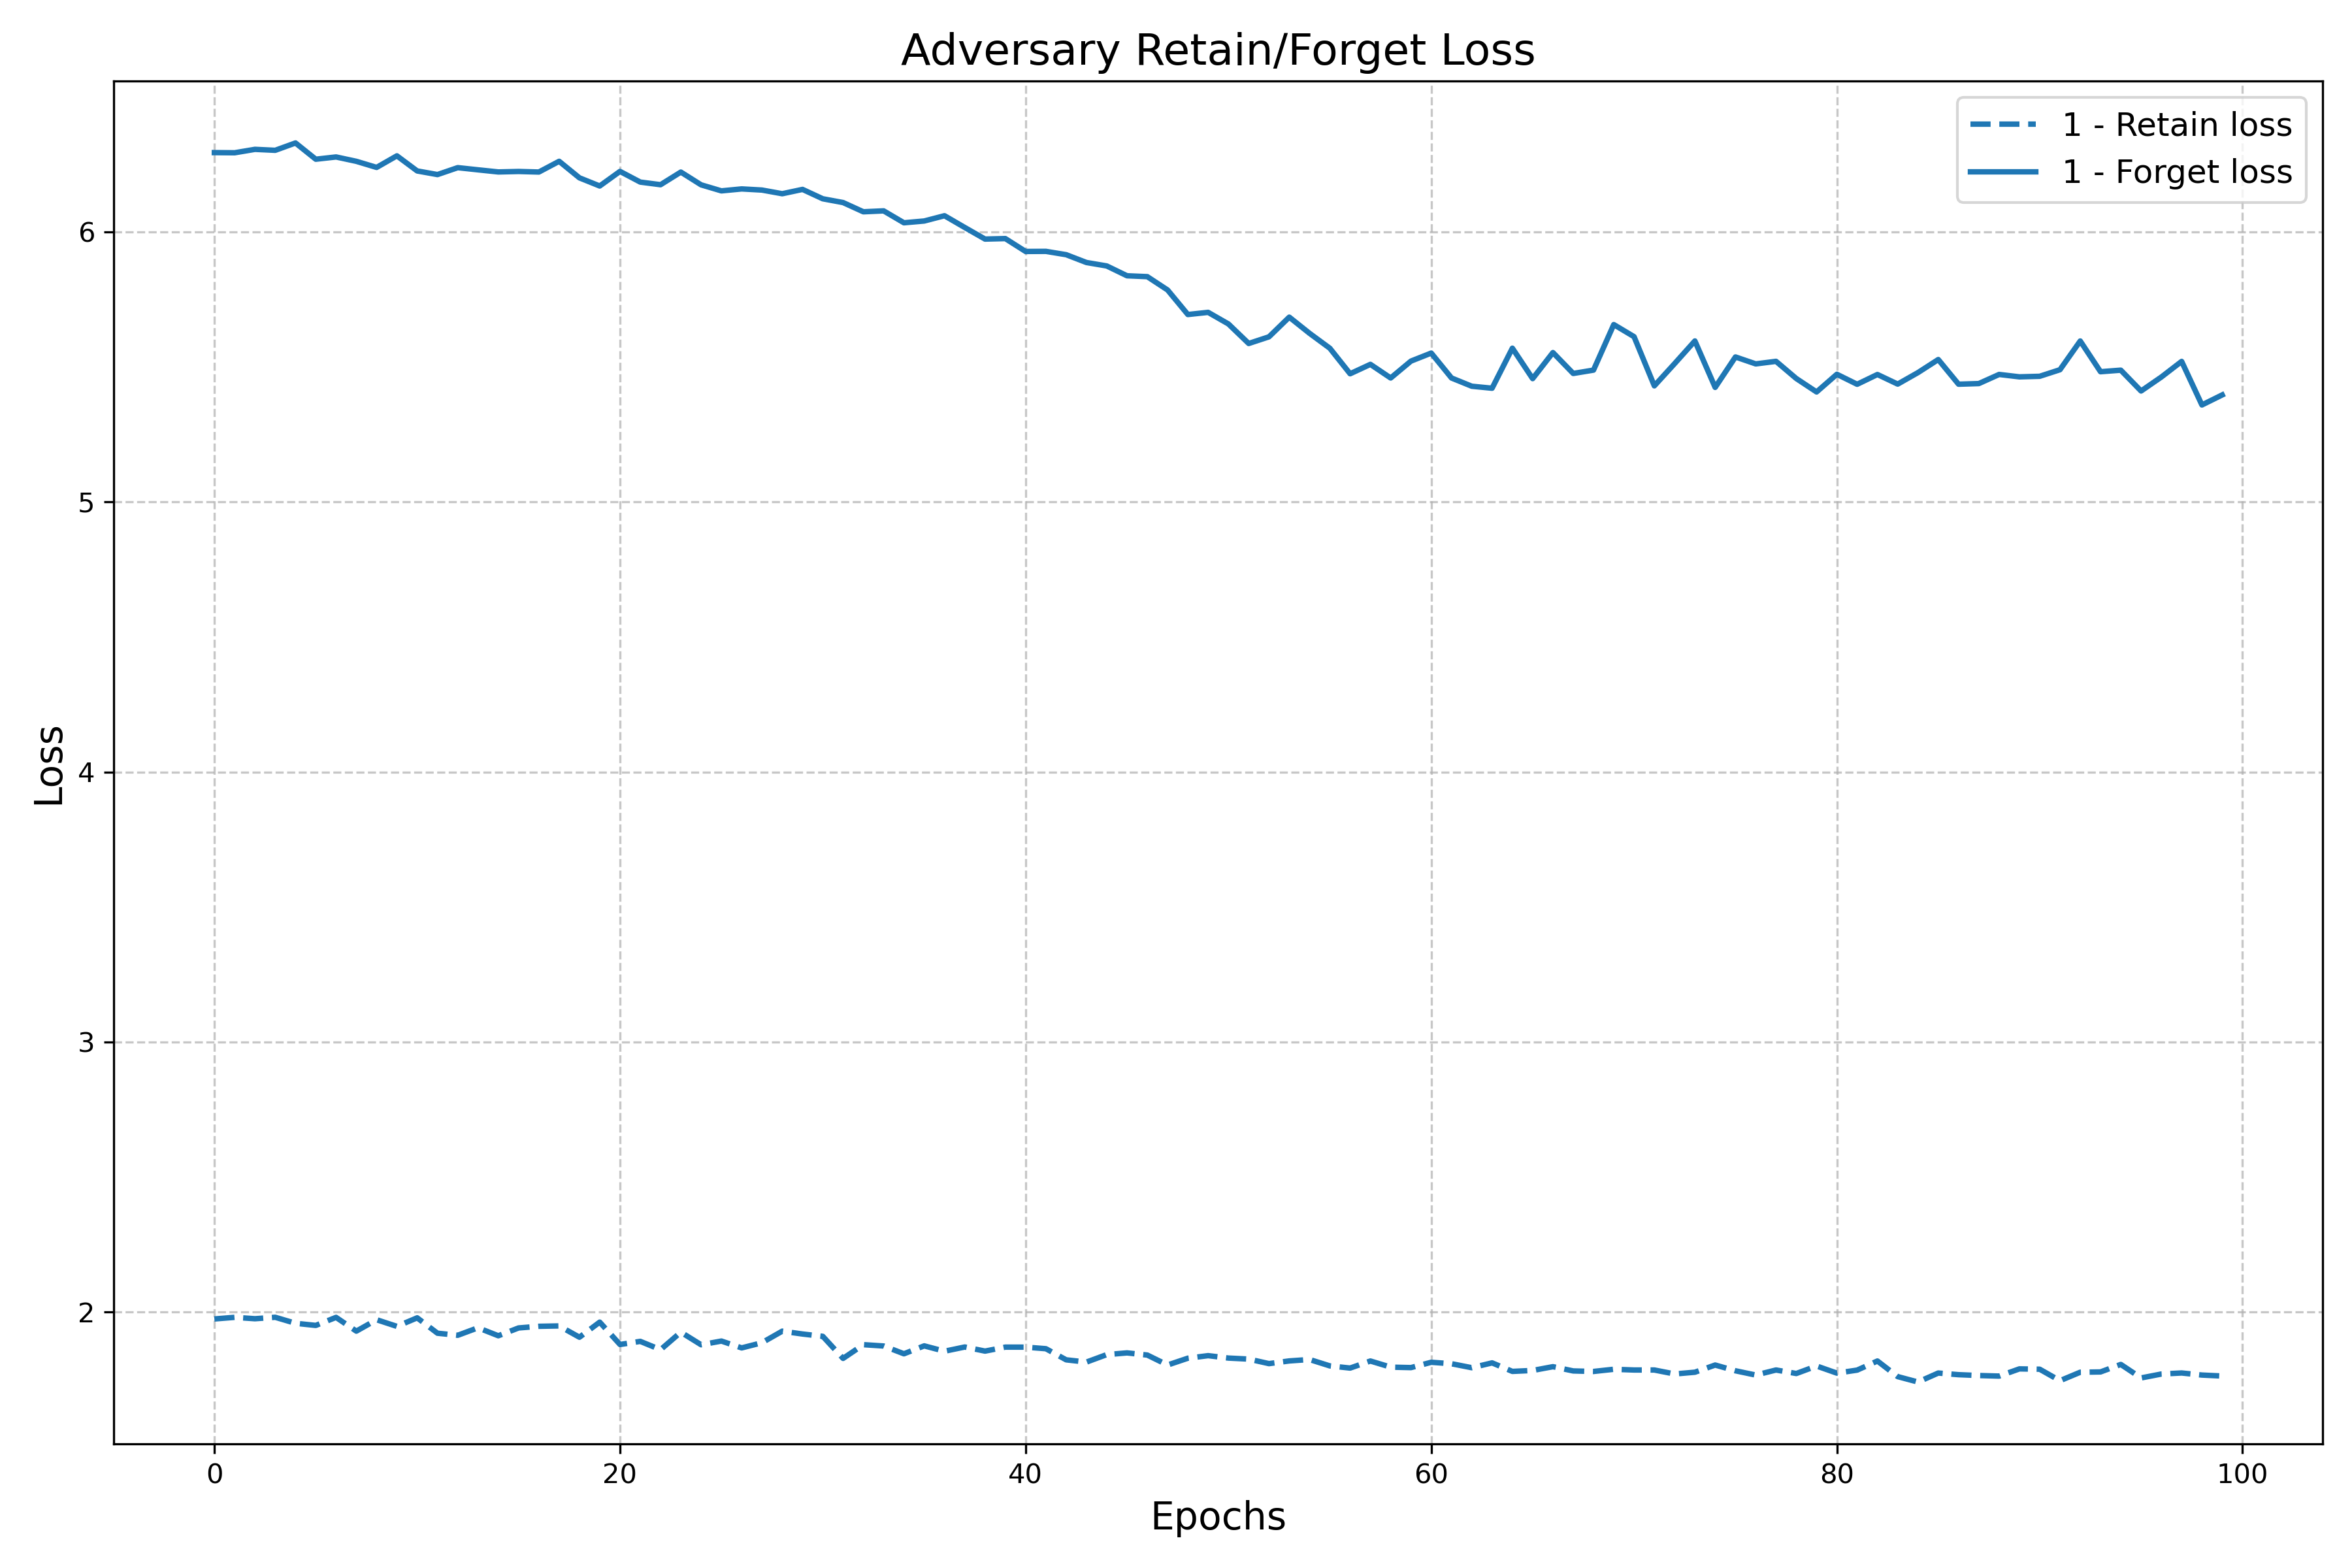 Adversary Retain/Forget Loss
1 - Retain loss
1 - Forget loss
6
5
4
3
2
Loss
0 20 40 60 80 100
Epochs